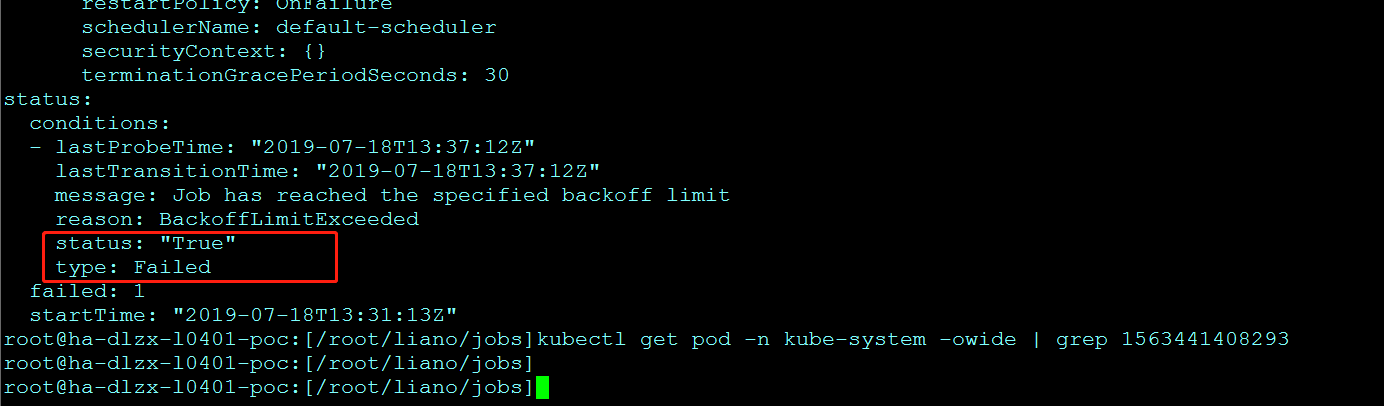 restartPolicy: OnFailure
schedulerName: default-scheduler
securityContext: {}
terminationGracePeriodSeconds: 30
status:
conditions:
- lastProbeTime: "2019-07-18T13:37:12Z"
lastTransitionTime: "2019-07-18T13:37:12Z"
message: Job has reached the specified backoff limit
reason: BackoffLimitExceeded
status: "True"
type: Failed
failed: 1
startTime: "2019-07-18T13:31:13Z"
root@ha-dlzx-l0401-poc:[/root/liano/jobs]kubectl get pod -n kube-system -owide | grep 1563441408293
root@ha-dlzx-l0401-poc:[/root/liano/jobs]
root@ha-dlzx-l0401-poc:[/root/liano/jobs]